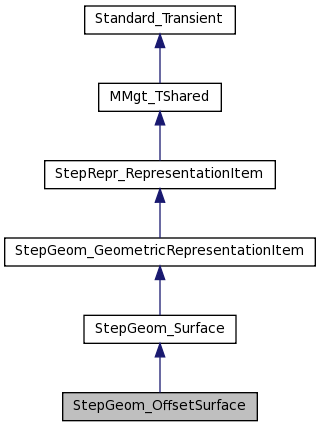 Standard_Transient
MMgt_TShared
StepRepr_RepresentationItem
StepGeom_GeometricRepresentationItem
StepGeom_Surface
StepGeom_OffsetSurface